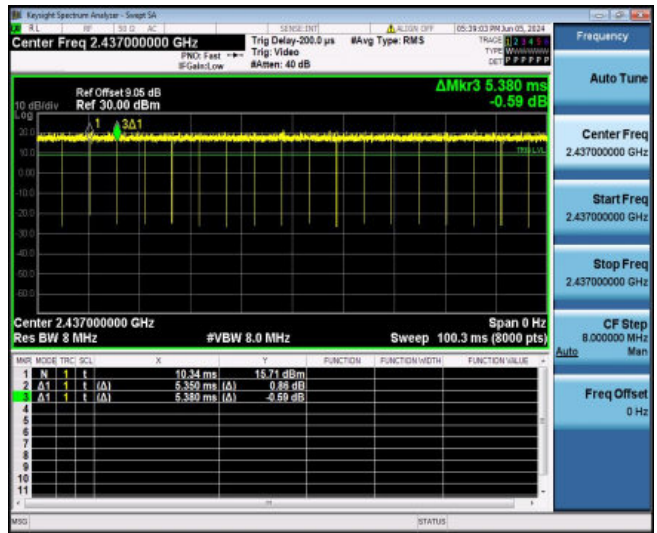 Keysight Spectrum Analyzer - Swept SA
RL RF 50 Ω AC SENSE:INT ALIGN OFF 05:39:03 PM Jun 05, 2024
Center Freq 2.437000000 GHz
PNO: Fast
IFGain:Low
Trig Delay-200.0 µs
Trig: Video
#Atten: 40 dB
#Avg Type: RMS
TRACE 1 2 3 4 5 6
TYPE WWWWWW
DET P P P P P P
Frequency
Auto Tune
Center Freq
2.437000000 GHz
Start Freq
2.437000000 GHz
Stop Freq
2.437000000 GHz
CF Step
8.000000 MHz
Auto Man
Freq Offset
0 Hz
Ref Offset 9.05 dB
10 dB/div Ref 30.00 dBm
ΔMkr3 5.380 ms
-0.59 dB
Log
1 3Δ1
20.0
10.0
TRIG LVL
0.00
-10.0
-20.0
-30.0
-40.0
-50.0
-60.0
Center 2.437000000 GHz Span 0 Hz
Res BW 8 MHz #VBW 8.0 MHz Sweep 100.3 ms (8000 pts)
MKR MODE TRC SCL X Y FUNCTION FUNCTION WIDTH FUNCTION VALUE
1 N 1 t 10.34 ms 15.71 dBm
2 Δ1 1 t (Δ) 5.350 ms (Δ) 0.86 dB
3 Δ1 1 t (Δ) 5.380 ms (Δ) -0.59 dB
4
5
6
7
8
9
10
11
MSG STATUS